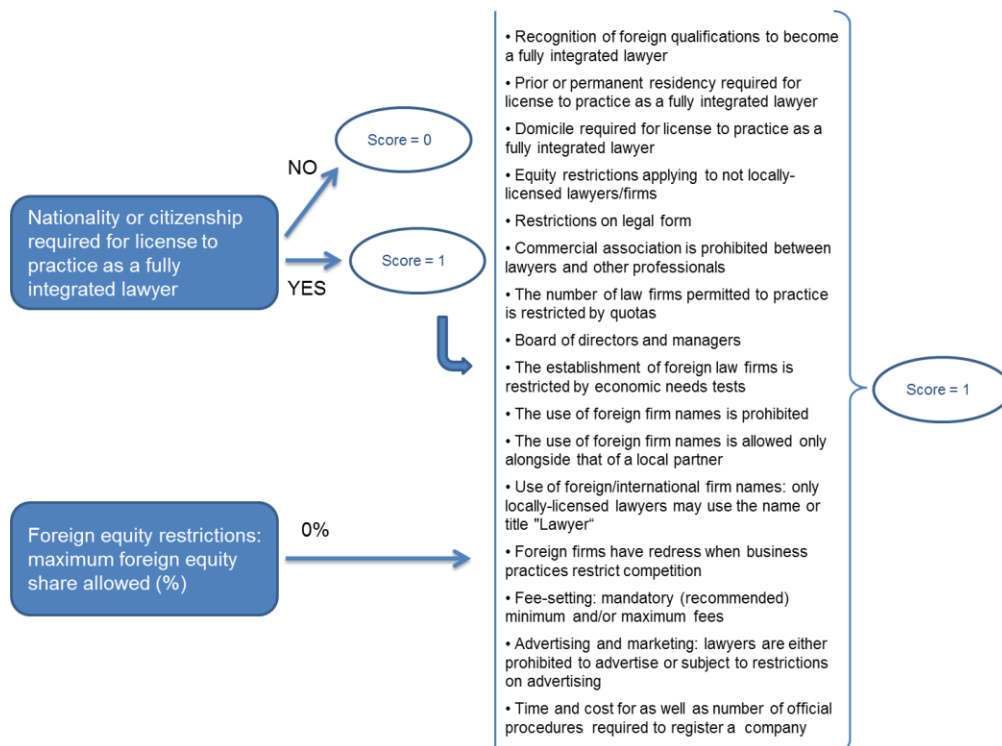 Nationality or citizenship
required for license to
practice as a fully
integrated lawyer
NO
Score = 0
YES
Score = 1
Foreign equity restrictions:
maximum foreign equity
share allowed (%)
0%
• Recognition of foreign qualifications to become
a fully integrated lawyer
• Prior or permanent residency required for
license to practice as a fully integrated lawyer
• Domicile required for license to practice as a
fully integrated lawyer
• Equity restrictions applying to not locally-
licensed lawyers/firms
• Restrictions on legal form
• Commercial association is prohibited between
lawyers and other professionals
• The number of law firms permitted to practice
is restricted by quotas
• Board of directors and managers
• The establishment of foreign law firms is
restricted by economic needs tests
• The use of foreign firm names is prohibited
• The use of foreign firm names is allowed only
alongside that of a local partner
• Use of foreign/international firm names: only
locally-licensed lawyers may use the name or
title "Lawyer“
• Foreign firms have redress when business
practices restrict competition
• Fee-setting: mandatory (recommended)
minimum and/or maximum fees
• Advertising and marketing: lawyers are either
prohibited to advertise or subject to restrictions
on advertising
• Time and cost for as well as number of official
procedures required to register a company
Score = 1